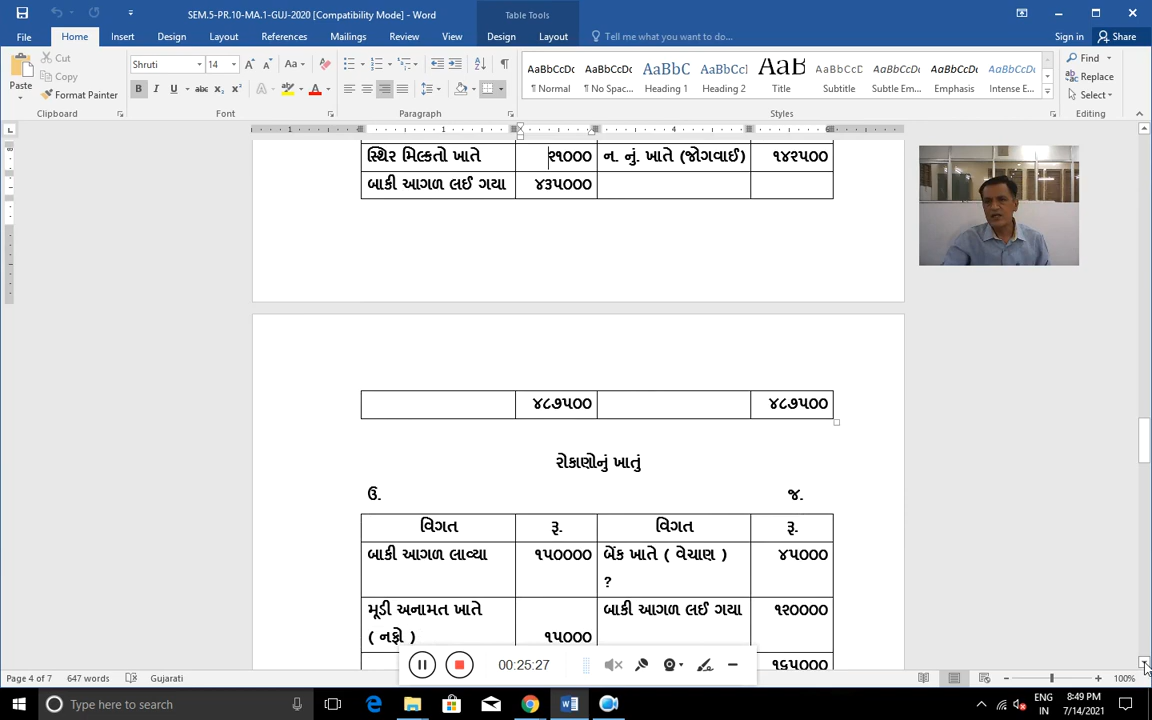 SEM.5-PR.10-MA.1-GUJ-2020 [Compatibility Mode] - Word
Table Tools
Sign in
Share
File Home Insert Design Layout References Mailings Review View Design Layout Tell me what you want to do...
Cut
Copy
Format Painter
Paste
Shruti 14
Clipboard Font Paragraph Styles Editing
AaBbCcDc AaBbCcDc AaBbC AaBbCcI AaB AaBbCcDc AaBbCcDc AaBbCcDc AaBbCcDc
¶ Normal ¶ No Spac... Heading 1 Heading 2 Title Subtitle Subtle Em... Emphasis Intense E...
Find
Replace
Select
સ્થિર મિલ્કતો ખાતે ૨૧૦૦૦ ન. નું. ખાતે (જોગવાઈ) ૧૪૨૫૦૦
બાકી આગળ લઈ ગયા ૪૩૫૦૦૦
૪૮૭૫૦૦ ૪૮૭૫૦૦
રોકાણોનું ખાતું
ઉ. જ.
વિગત રૂ. વિગત રૂ.
બાકી આગળ લાવ્યા ૧૫૦૦૦૦ બેંક ખાતે ( વેચાણ ) ૪૫૦૦૦
?
મૂડી અનામત ખાતે બાકી આગળ લઈ ગયા ૧૨૦૦૦૦
( નફો ) ૧૫૦૦૦
૧૬૫૦૦૦
00:25:27
Page 4 of 7 647 words Gujarati 100%
Type here to search
ENG
IN
8:49 PM
7/14/2021